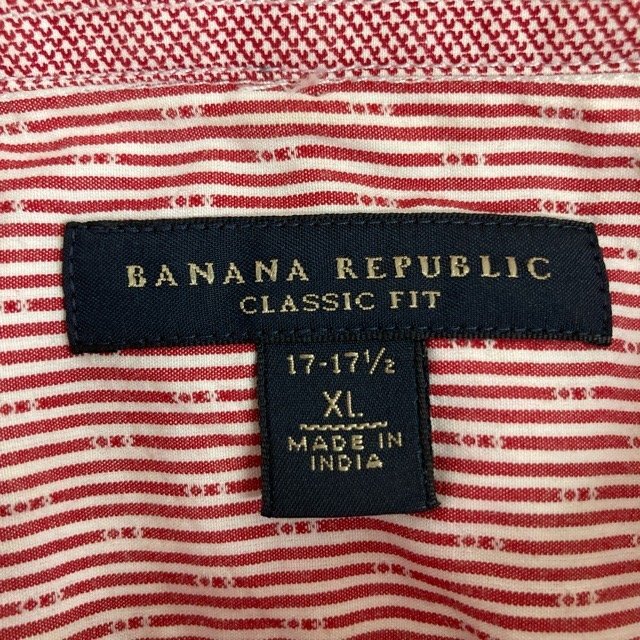 BANANA REPUBLIC
CLASSIC FIT
17-17½
XL
MADE IN
INDIA